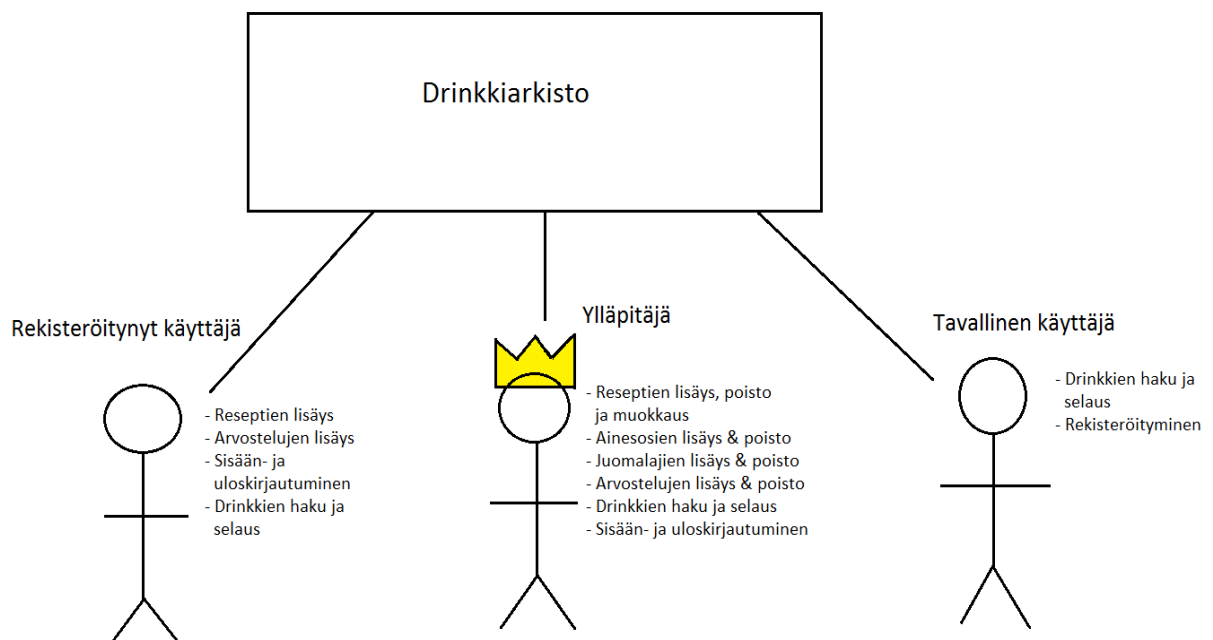 Drinkkiarkisto
Rekisteröitynyt käyttäjä
- Reseptien lisäys
- Arvostelujen lisäys
- Sisään- ja
uloskirjautuminen
- Drinkkien haku ja
selaus
Ylläpitäjä
- Reseptien lisäys, poisto
ja muokkaus
- Ainesosien lisäys & poisto
- Juomalajien lisäys & poisto
- Arvostelujen lisäys & poisto
- Drinkkien haku ja selaus
- Sisään- ja uloskirjautuminen
Tavallinen käyttäjä
- Drinkkien haku ja
selaus
- Rekisteröityminen